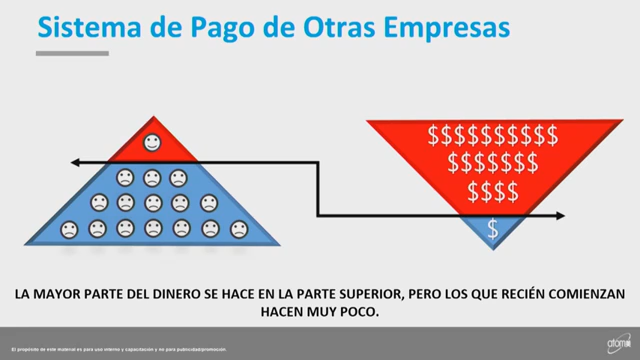 Sistema de Pago de Otras Empresas
$$$$$$$$$$
$$$$$$$
$$$$
$
LA MAYOR PARTE DEL DINERO SE HACE EN LA PARTE SUPERIOR, PERO LOS QUE RECIÉN COMIENZAN
HACEN MUY POCO.
El propósito de este material es para uso interno y capacitación y no para publicidad/promoción.
atomy